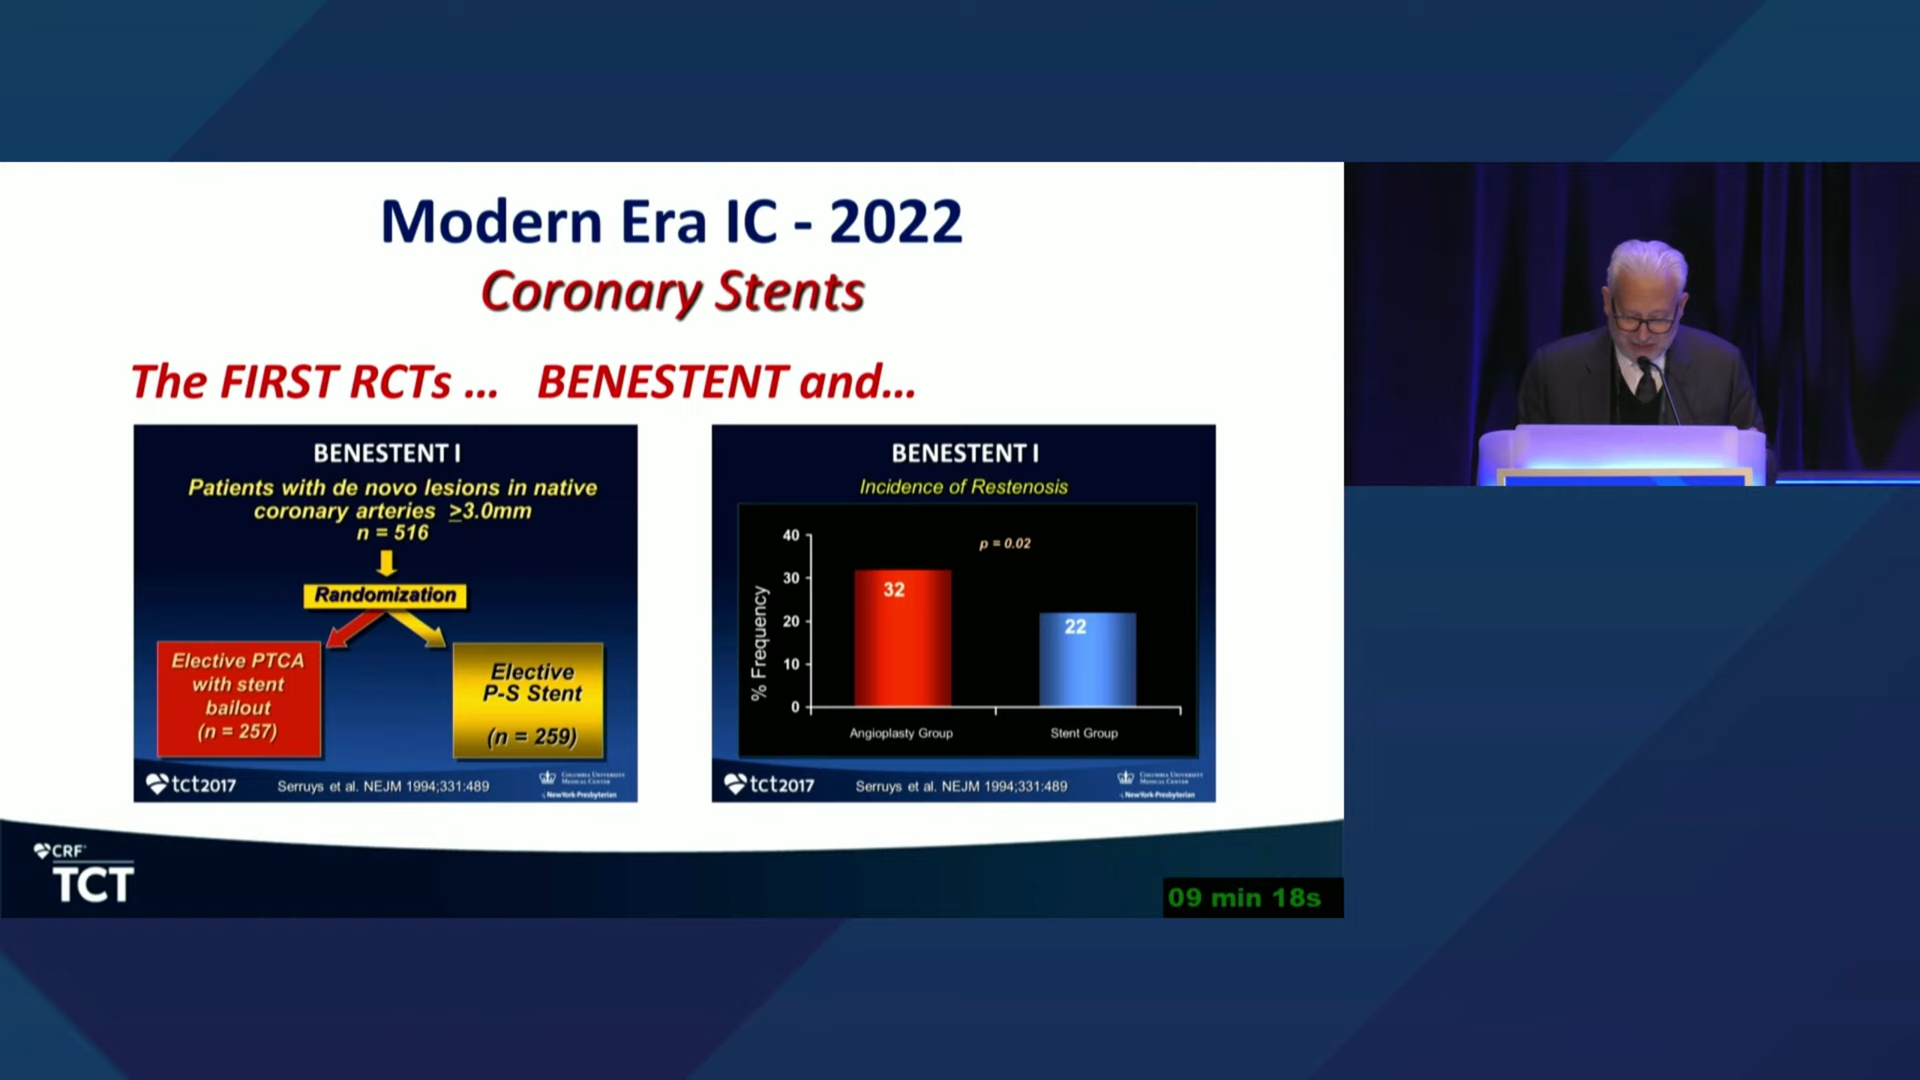 Modern Era IC - 2022
Coronary Stents
The FIRST RCTs ... BENESTENT and...
BENESTENT I
Patients with de novo lesions in native
coronary arteries ≥3.0mm
n = 516
Randomization
Elective PTCA
with stent
bailout
(n = 257)
Elective
P-S Stent
(n = 259)
tct2017
Serruys et al. NEJM 1994;331:489
COLUMBIA UNIVERSITY
MEDICAL CENTER
NewYork-Presbyterian
BENESTENT I
Incidence of Restenosis
% Frequency
40
30
20
10
0
p = 0.02
32
22
Angioplasty Group
Stent Group
tct2017
Serruys et al. NEJM 1994;331:489
COLUMBIA UNIVERSITY
MEDICAL CENTER
NewYork-Presbyterian
CRF
TCT
09 min 18s